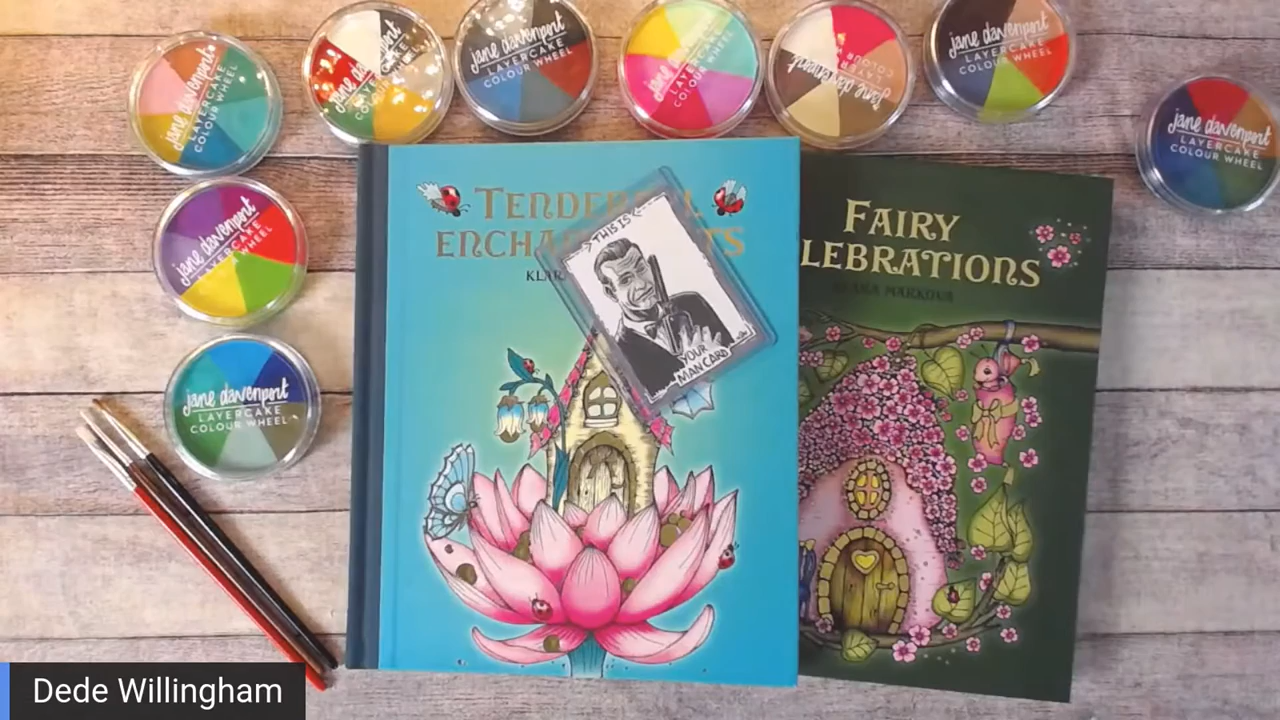 jane davenport
LAYERCAKE
COLOUR WHEEL
jane davenport
LAYERCAKE
COLOUR WHEEL
jane davenport
LAYERCAKE
COLOUR WHEEL
jane davenport
LAYERCAKE
COLOUR WHEEL
jane davenport
LAYERCAKE
COLOUR WHEEL
jane davenport
LAYERCAKE
COLOUR WHEEL
jane davenport
LAYERCAKE
COLOUR WHEEL
jane davenport
LAYERCAKE
COLOUR WHEEL
jane davenport
LAYERCAKE
COLOUR WHEEL
THIS IS
YOUR
MAN CARD
FAIRY
LEBRATIONS
KLARA MARKOVA
Dede Willingham